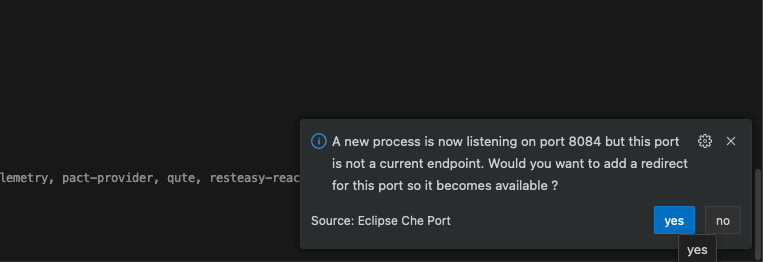 A new process is now listening on port 8084 but this port
is not a current endpoint. Would you want to add a redirect
for this port so it becomes available ?
lemetry, pact-provider, qute, resteasy-reac
Source: Eclipse Che Port
yes
no
yes